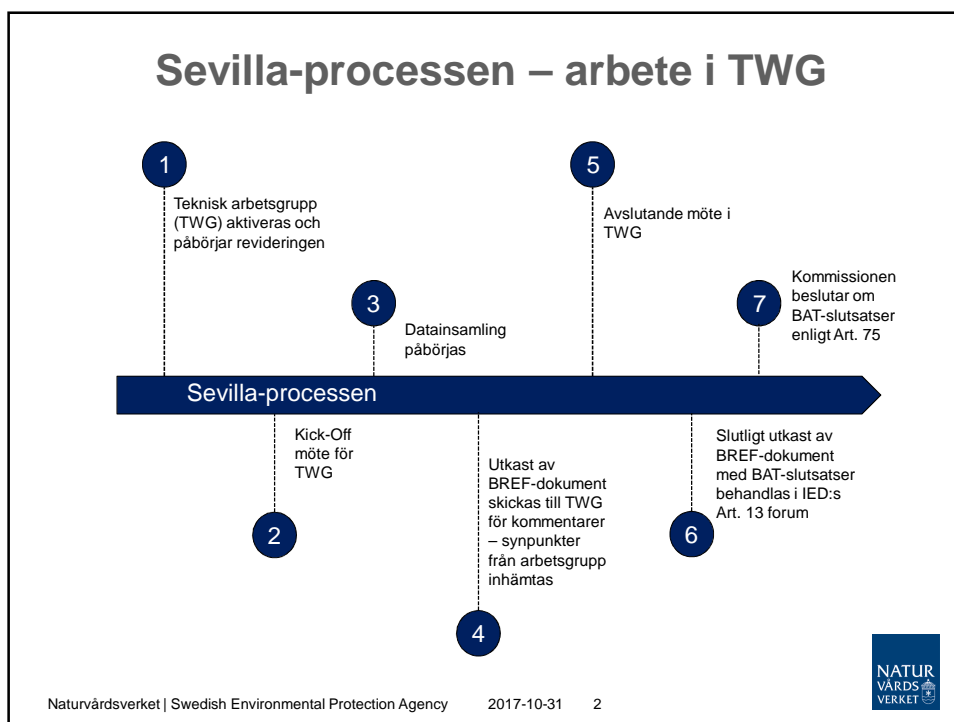 Sevilla-processen – arbete i TWG
1
Teknisk arbetsgrupp
(TWG) aktiveras och
påbörjar revideringen
5
Avslutande möte i
TWG
3
Datainsamling
påbörjas
7
Kommissionen
beslutar om
BAT-slutsatser
enligt Art. 75
Sevilla-processen
Kick-Off
möte för
TWG
2
Utkast av
BREF-dokument
skickas till TWG
för kommentarer
– synpunkter
från arbetsgrupp
inhämtas
4
Slutligt utkast av
BREF-dokument
med BAT-slutsatser
behandlas i IED:s
Art. 13 forum
6
NATUR
VÅRDS
VERKET
Naturvårdsverket | Swedish Environmental Protection Agency 2017-10-31 2